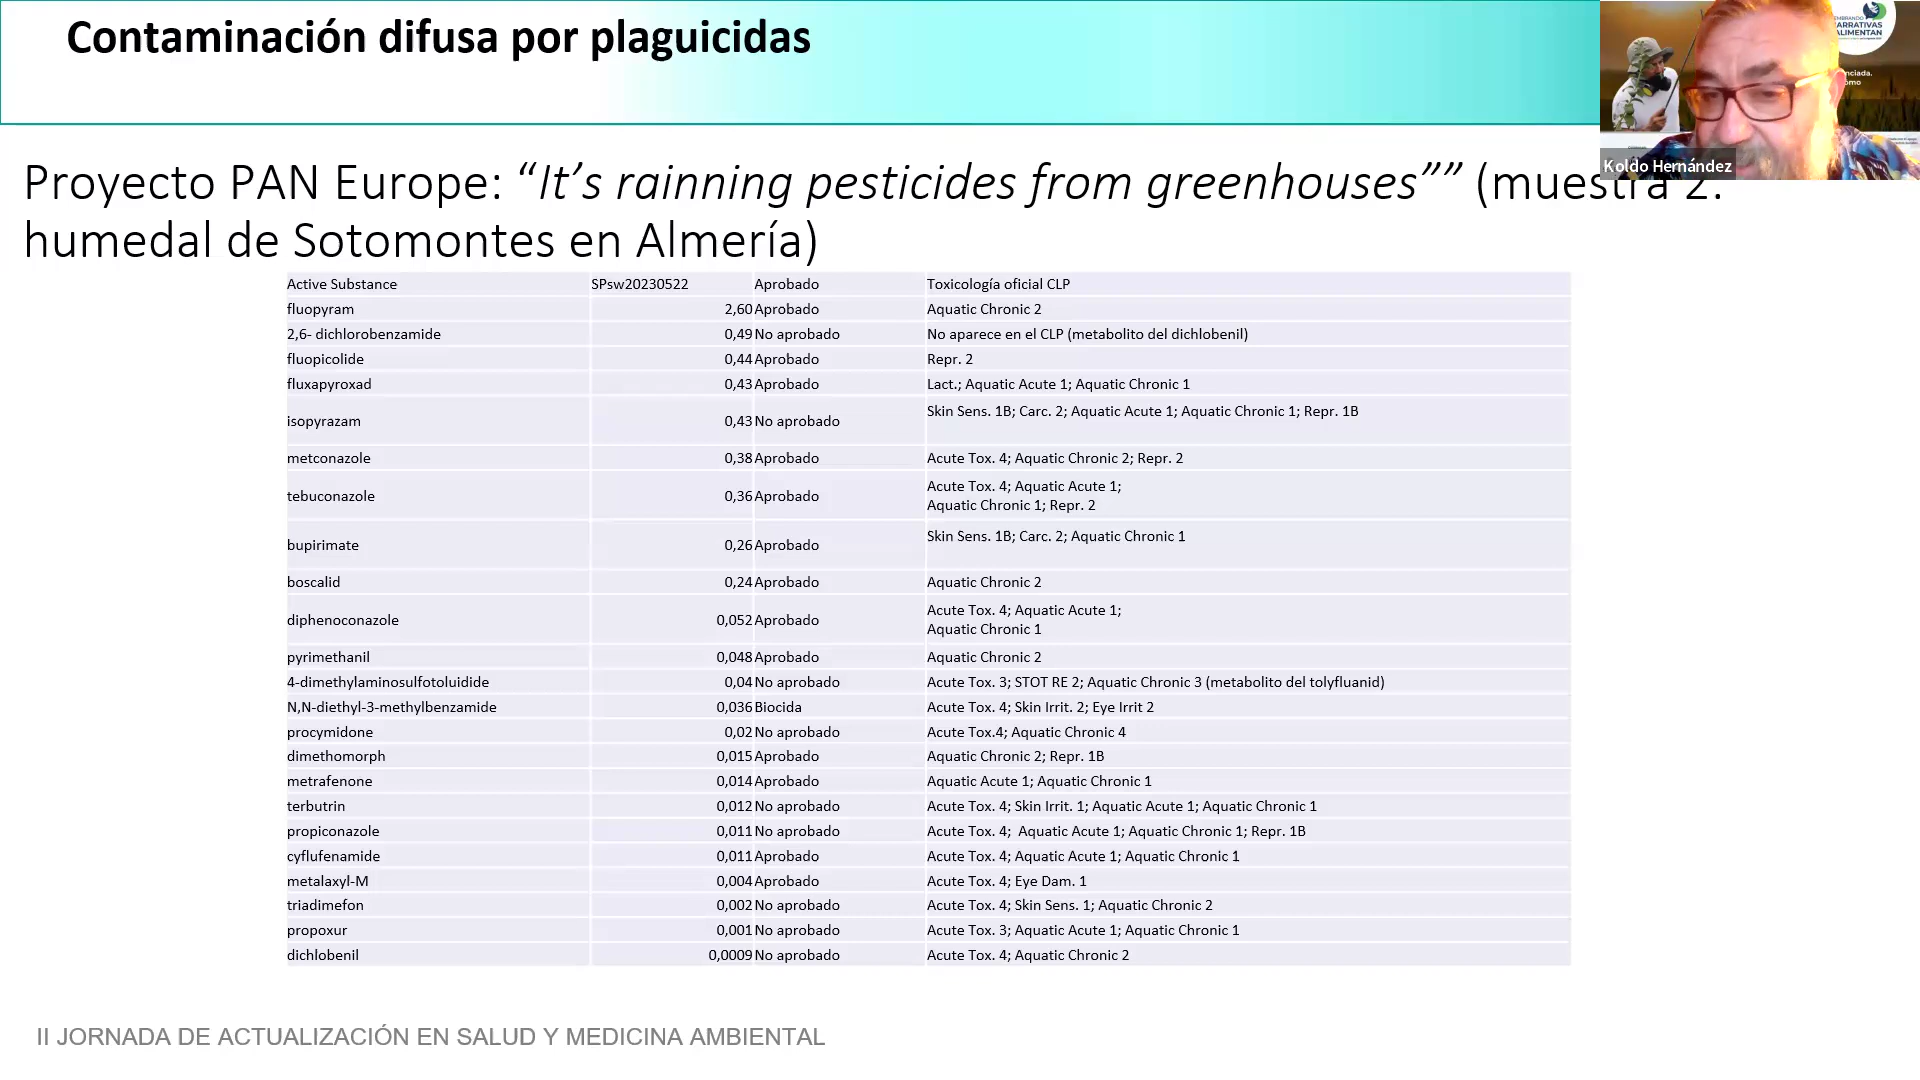 Contaminación difusa por plaguicidas
ARRATIVAS
ALIMENTAN
nciada.
ómo
Koldo Hernández
Proyecto PAN Europe: “It’s rainning pesticides from greenhouses”” (muestra 2:
humedal de Sotomontes en Almería)
Active Substance SPsw20230522 Aprobado Toxicología oficial CLP
fluopyram 2,60 Aprobado Aquatic Chronic 2
2,6- dichlorobenzamide 0,49 No aprobado No aparece en el CLP (metabolito del dichlobenil)
fluopicolide 0,44 Aprobado Repr. 2
fluxapyroxad 0,43 Aprobado Lact.; Aquatic Acute 1; Aquatic Chronic 1
isopyrazam 0,43 No aprobado Skin Sens. 1B; Carc. 2; Aquatic Acute 1; Aquatic Chronic 1; Repr. 1B
metconazole 0,38 Aprobado Acute Tox. 4; Aquatic Chronic 2; Repr. 2
tebuconazole 0,36 Aprobado Acute Tox. 4; Aquatic Acute 1;
Aquatic Chronic 1; Repr. 2
bupirimate 0,26 Aprobado Skin Sens. 1B; Carc. 2; Aquatic Chronic 1
boscalid 0,24 Aprobado Aquatic Chronic 2
diphenoconazole 0,052 Aprobado Acute Tox. 4; Aquatic Acute 1;
Aquatic Chronic 1
pyrimethanil 0,048 Aprobado Aquatic Chronic 2
4-dimethylaminosulfotoluidide 0,04 No aprobado Acute Tox. 3; STOT RE 2; Aquatic Chronic 3 (metabolito del tolyfluanid)
N,N-diethyl-3-methylbenzamide 0,036 Biocida Acute Tox. 4; Skin Irrit. 2; Eye Irrit 2
procymidone 0,02 No aprobado Acute Tox.4; Aquatic Chronic 4
dimethomorph 0,015 Aprobado Aquatic Chronic 2; Repr. 1B
metrafenone 0,014 Aprobado Aquatic Acute 1; Aquatic Chronic 1
terbutrin 0,012 No aprobado Acute Tox. 4; Skin Irrit. 1; Aquatic Acute 1; Aquatic Chronic 1
propiconazole 0,011 No aprobado Acute Tox. 4; Aquatic Acute 1; Aquatic Chronic 1; Repr. 1B
cyflufenamide 0,011 Aprobado Acute Tox. 4; Aquatic Acute 1; Aquatic Chronic 1
metalaxyl-M 0,004 Aprobado Acute Tox. 4; Eye Dam. 1
triadimefon 0,002 No aprobado Acute Tox. 4; Skin Sens. 1; Aquatic Chronic 2
propoxur 0,001 No aprobado Acute Tox. 3; Aquatic Acute 1; Aquatic Chronic 1
dichlobenil 0,0009 No aprobado Acute Tox. 4; Aquatic Chronic 2
II JORNADA DE ACTUALIZACIÓN EN SALUD Y MEDICINA AMBIENTAL